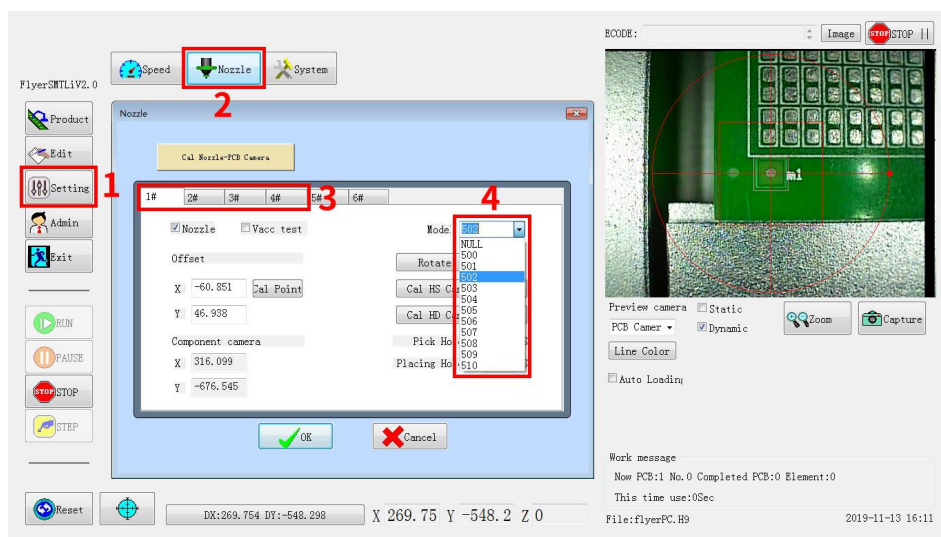 ECODE:
Image
STOP STOP ||
FlyerSMTLiV2.0
Speed
Nozzle
System
2
Product
Edit
1
Setting
Admin
Exit
RUN
PAUSE
STOP STOP
STEP
Reset
Nozzle
Cal Nozzle-PCB Camera
1# 2# 3# 4# 5# 6#
3
4
Nozzle
Vacc test
Mode
502
NULL
500
501
502
503
504
505
506
507
508
509
510
Offset
Rotate
X -60.851
Cal Point
Cal HS
Y 46.938
Cal HD
Component camera
Pick
X 316.099
Placing
Y -676.545
OK
Cancel
DX:269.754 DY:-548.298
X 269.75 Y -548.2 Z 0
m1
Preview camera
Static
PCB Camer
Dynamic
Zoom
Capture
Line Color
Auto Loading
Work message
Now PCB:1 No.0 Completed PCB:0 Element:0
This time use:0Sec
File:flyerPC.H9
2019-11-13 16:11